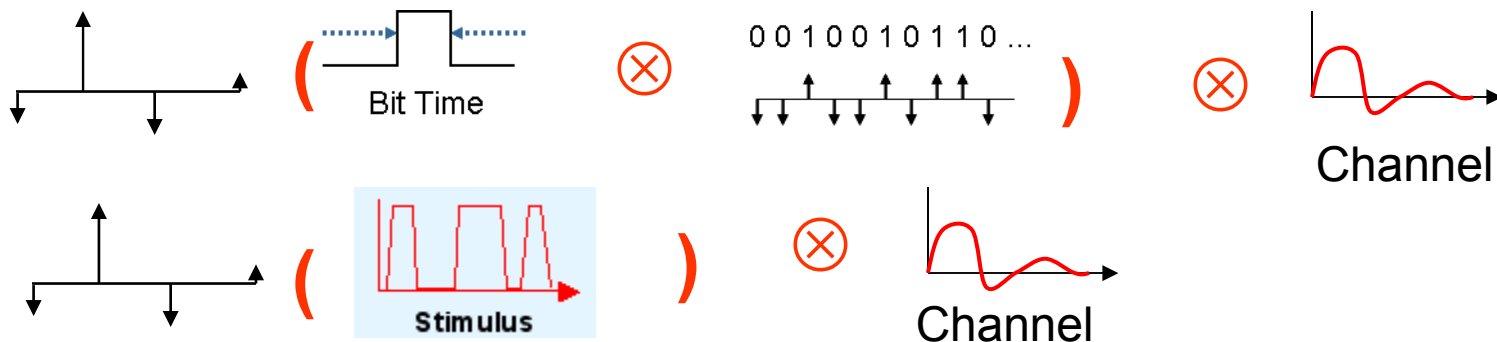 0 0 1 0 0 1 0 1 1 0 ...
( Bit Time ⊗ ) ⊗
Channel
( Stimulus ) ⊗
Channel